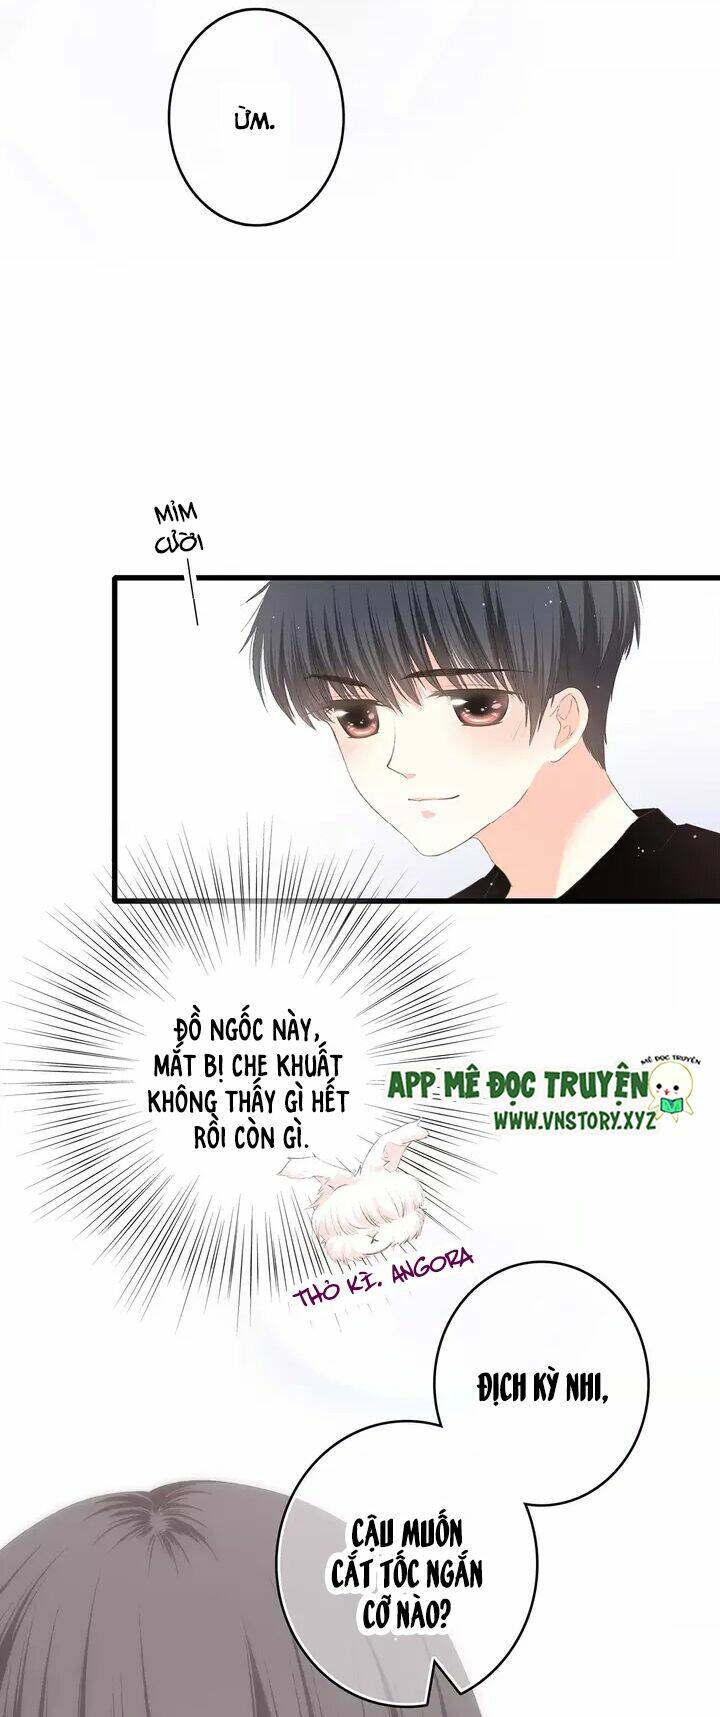 ỪM.
MỈM
CƯỜI
ĐỒ NGỐC NÀY,
MẮT BỊ CHE KHUẤT
KHÔNG THẤY GÌ HẾT
RỒI CÒN GÌ.
MÊ ĐỌC TRUYỆN
APP MÊ ĐỌC TRUYỆN
WWW.VNSTORY.XYZ
THỎ KÌ. ANGORA
ĐỊCH KỲ NHI,
CẬU MUỐN
CẮT TỐC NGẮN
CỠ NÀO?